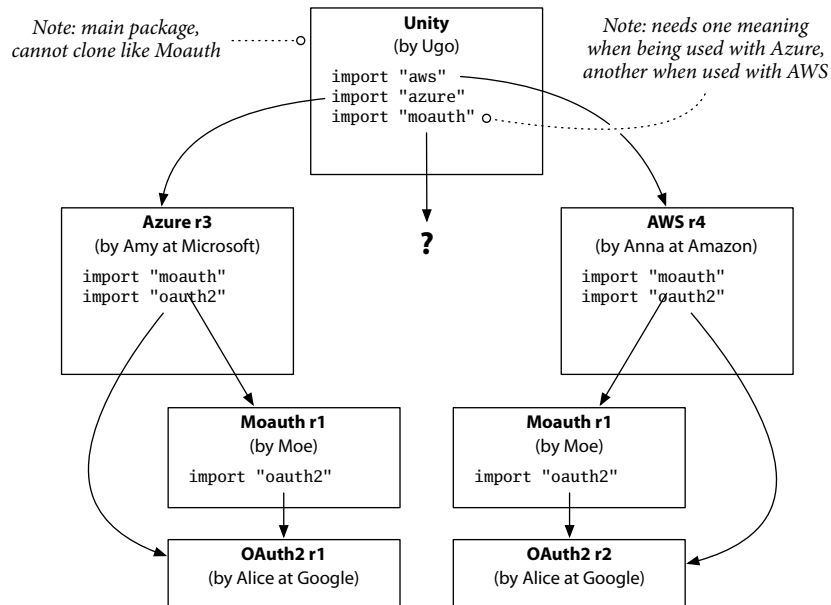 Note: main package,
cannot clone like Moauth
Unity
(by Ugo)
import "aws"
import "azure"
import "moauth"
Note: needs one meaning
when being used with Azure,
another when used with AWS
?
Azure r3
(by Amy at Microsoft)
import "moauth"
import "oauth2"
AWS r4
(by Anna at Amazon)
import "moauth"
import "oauth2"
Moauth r1
(by Moe)
import "oauth2"
Moauth r1
(by Moe)
import "oauth2"
OAuth2 r1
(by Alice at Google)
OAuth2 r2
(by Alice at Google)